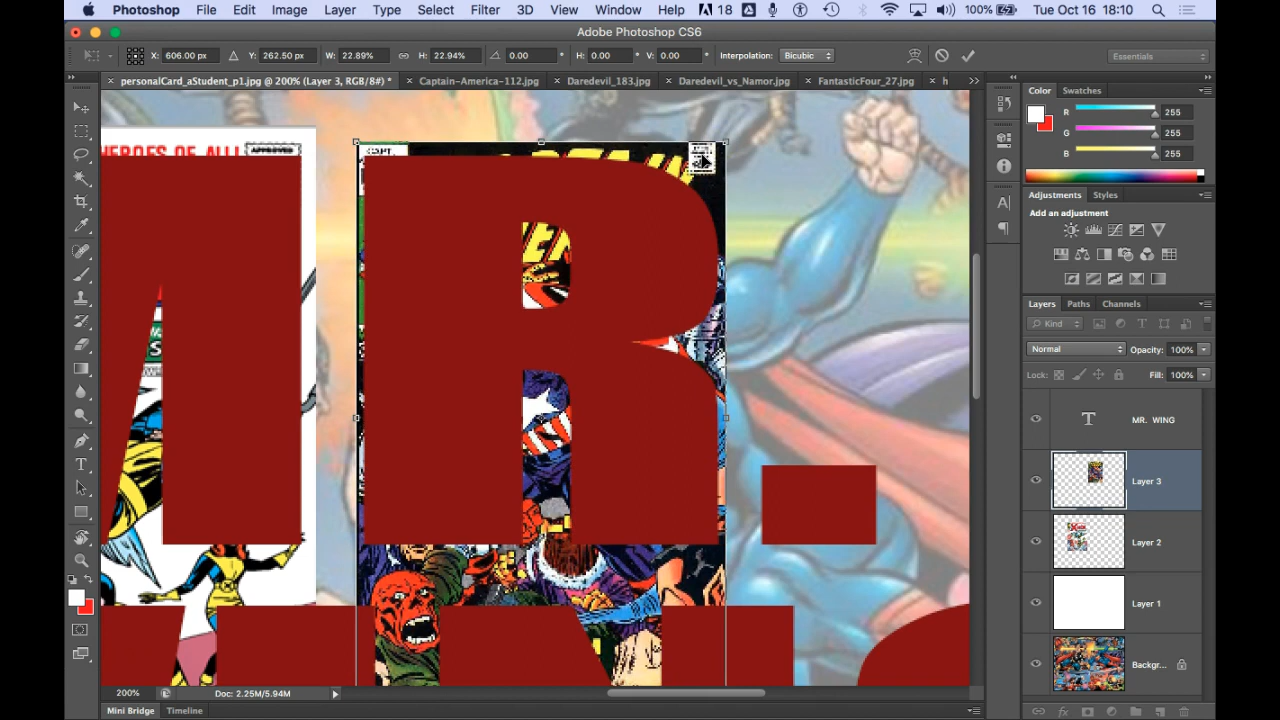 Photoshop File Edit Image Layer Type Select Filter 3D View Window Help 18 100% Tue Oct 16 18:10
Adobe Photoshop CS6
X: 606.00 px Y: 262.50 px W: 22.89% H: 22.94% 0.00 ° H: 0.00 ° V: 0.00 ° Interpolation: Bicubic Essentials
× personalCard_aStudent_p1.jpg @ 200% (Layer 3, RGB/8#) * × Captain-America-112.jpg × Daredevil_183.jpg × Daredevil_vs_Namor.jpg × FantasticFour_27.jpg × h
Color Swatches
R 255
G 255
B 255
HEROES OF ALL
APPROVED
CAPT.
R.
Adjustments Styles
Add an adjustment
Layers Paths Channels
Kind
Normal Opacity: 100%
Lock: Fill: 100%
T MR. WING
Layer 3
Layer 2
Layer 1
Backgr...
200% Doc: 2.25M/5.94M
Mini Bridge Timeline